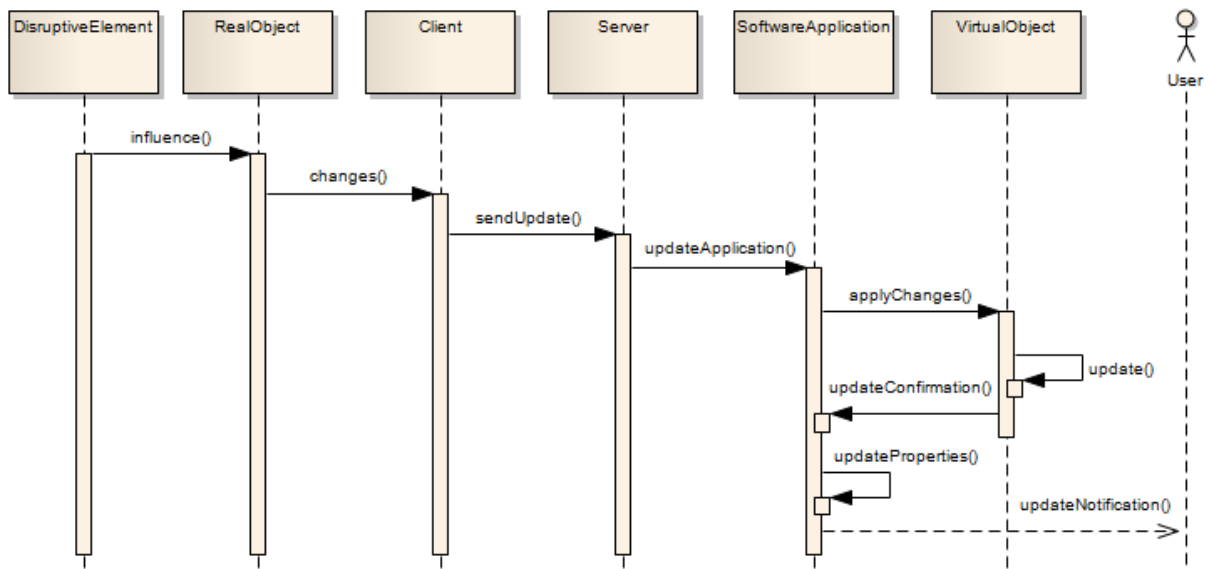 DisruptiveElement
RealObject
Client
Server
SoftwareApplication
VirtualObject
User
influence()
changes()
sendUpdate()
updateApplication()
applyChanges()
update()
updateConfirmation()
updateProperties()
updateNotification()